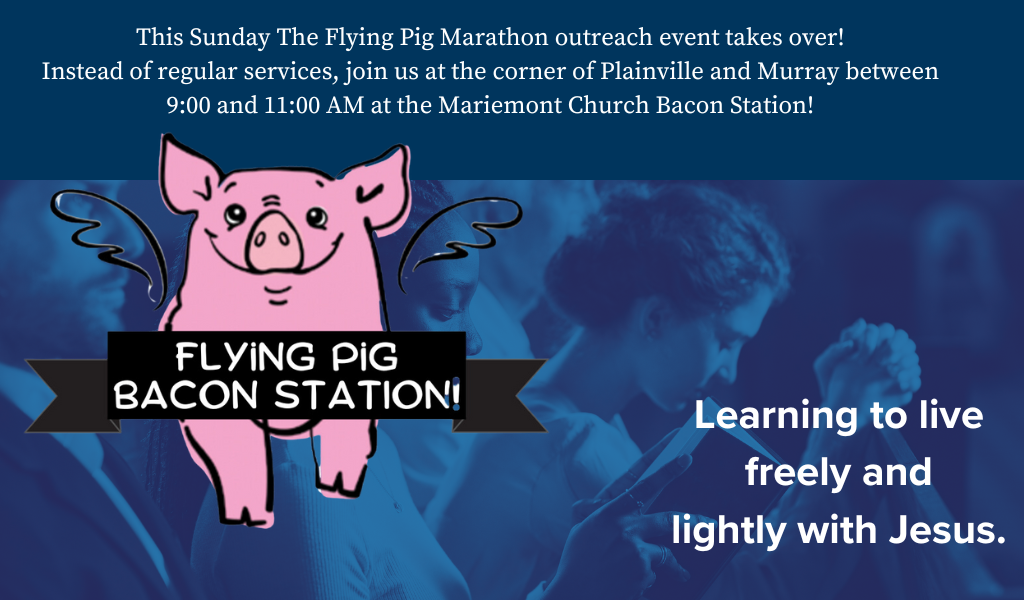 This Sunday The Flying Pig Marathon outreach event takes over!
Instead of regular services, join us at the corner of Plainville and Murray between
9:00 and 11:00 AM at the Mariemont Church Bacon Station!
FLYiNG PiG
BACON STATION!
Learning to live
freely and
lightly with Jesus.